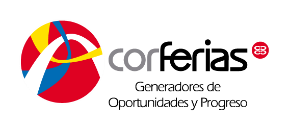 corferias
Generadores de
Oportunidades y Progreso